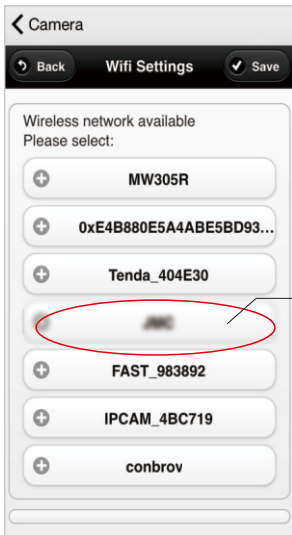 Camera
Back Wifi Settings Save
Wireless network available
Please select:
MW305R
0xE4B880E5A4ABE5BD93...
Tenda_404E30
FAST_983892
IPCAM_4BC719
conbrov